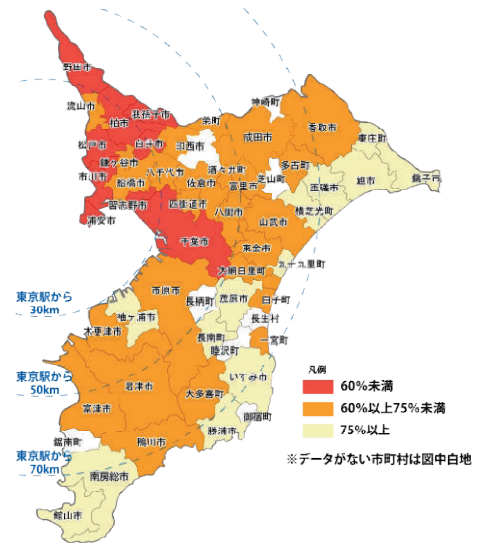 野田市
流山市
柏市
我孫子市
松戸市
白井市
鎌ケ谷市
市川市
船橋市
八千代市
習志野市
浦安市
印西市
栄町
酒々井町
佐倉市
四街道市
千葉市
神崎町
成田市
香取市
東庄町
多古町
芝山町
富里市
八街市
山武市
横芝光町
匝瑳市
旭市
銚子市
東金市
九十九里町
大網白里町
市原市
長柄町
茂原市
白子町
長生村
袖ヶ浦市
木更津市
長南町
睦沢町
一宮町
いすみ市
君津市
大多喜町
御宿町
富津市
勝浦市
鴨川市
鋸南町
南房総市
館山市
東京駅から
30km
東京駅から
50km
東京駅から
70km
凡例
60%未満
60%以上75%未満
75%以上
※データがない市町村は図中白地